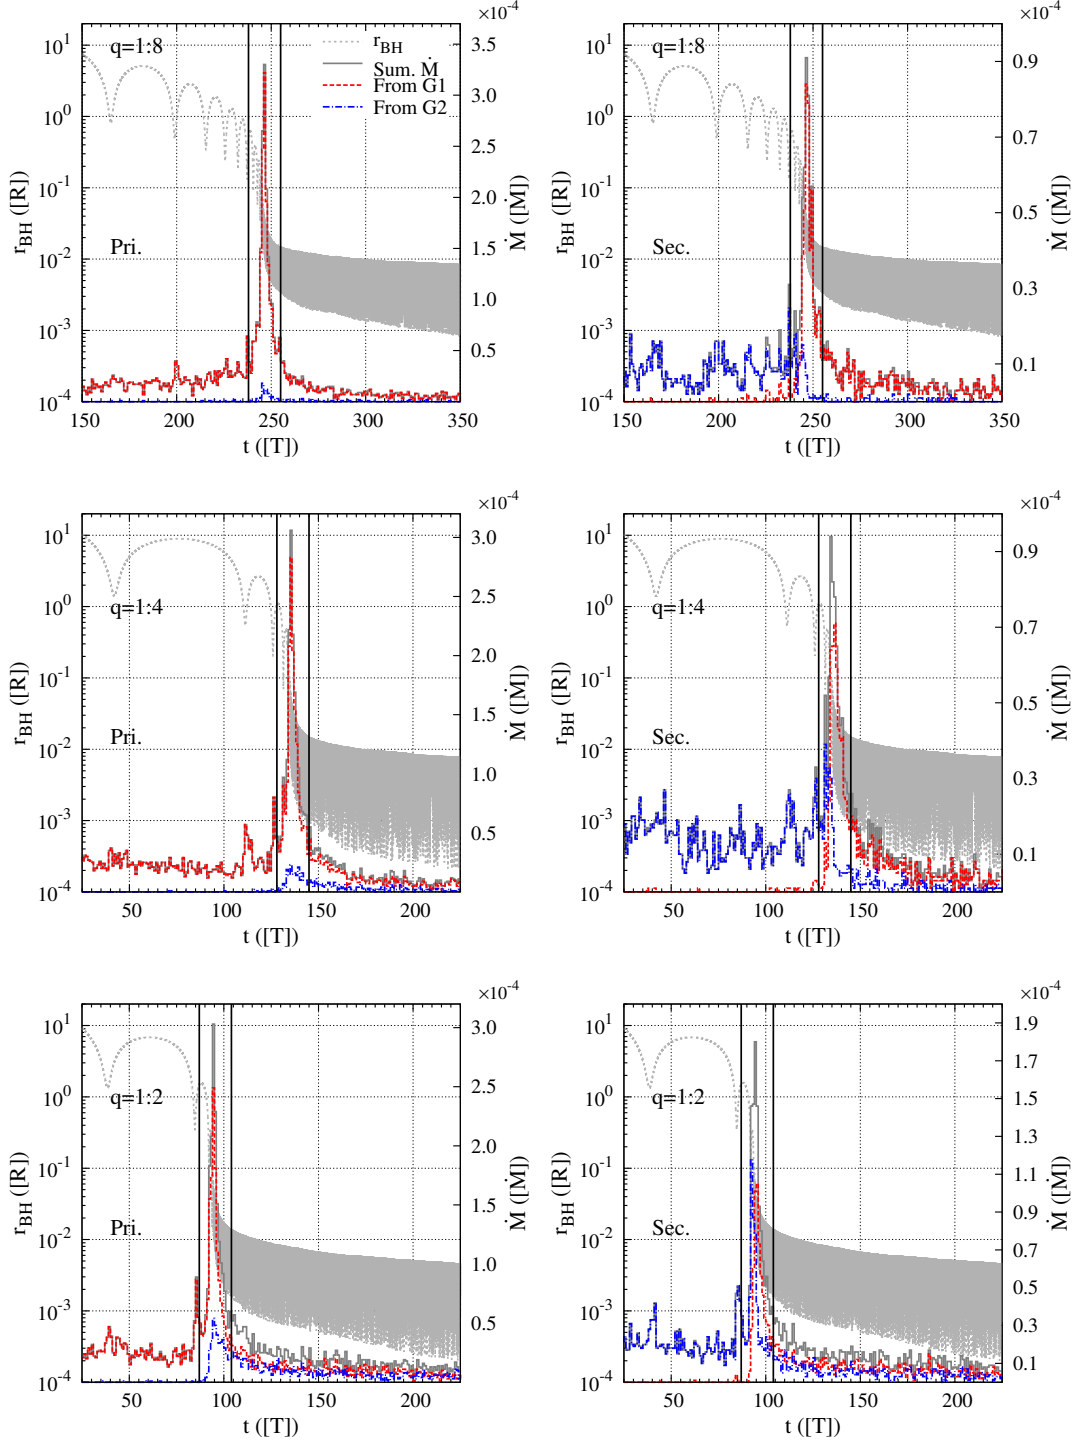 ×10⁻⁴
q=1:8
r_BH
Sum. Ṁ
From G1
From G2
Pri.
10¹
10⁰
10⁻¹
10⁻²
10⁻³
10⁻⁴
r_BH ([R])
3.5
3.0
2.5
2.0
1.5
1.0
0.5
Ṁ ([Ṁ])
150 200 250 300 350
t ([T])
×10⁻⁴
q=1:8
Sec.
10¹
10⁰
10⁻¹
10⁻²
10⁻³
10⁻⁴
r_BH ([R])
0.9
0.7
0.5
0.3
0.1
Ṁ ([Ṁ])
150 200 250 300 350
t ([T])
×10⁻⁴
q=1:4
Pri.
10¹
10⁰
10⁻¹
10⁻²
10⁻³
10⁻⁴
r_BH ([R])
3.0
2.5
2.0
1.5
1.0
0.5
Ṁ ([Ṁ])
50 100 150 200
t ([T])
×10⁻⁴
q=1:4
Sec.
10¹
10⁰
10⁻¹
10⁻²
10⁻³
10⁻⁴
r_BH ([R])
0.9
0.7
0.5
0.3
0.1
Ṁ ([Ṁ])
50 100 150 200
t ([T])
×10⁻⁴
q=1:2
Pri.
10¹
10⁰
10⁻¹
10⁻²
10⁻³
10⁻⁴
r_BH ([R])
3.0
2.5
2.0
1.5
1.0
0.5
Ṁ ([Ṁ])
50 100 150 200
t ([T])
×10⁻⁴
q=1:2
Sec.
10¹
10⁰
10⁻¹
10⁻²
10⁻³
10⁻⁴
r_BH ([R])
1.9
1.7
1.5
1.3
1.1
0.9
0.7
0.5
0.3
0.1
Ṁ ([Ṁ])
50 100 150 200
t ([T])